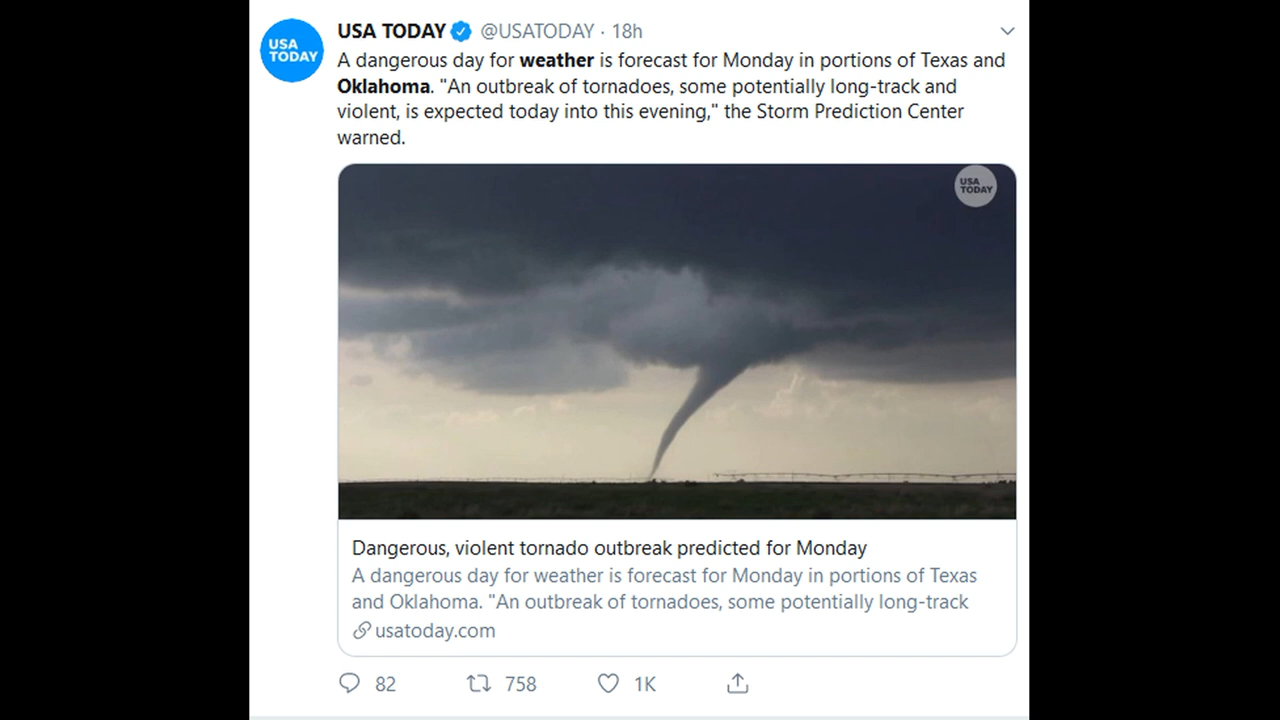 USA
TODAY
USA TODAY @USATODAY · 18h
A dangerous day for weather is forecast for Monday in portions of Texas and
Oklahoma. "An outbreak of tornadoes, some potentially long-track and
violent, is expected today into this evening," the Storm Prediction Center
warned.
USA
TODAY
Dangerous, violent tornado outbreak predicted for Monday
A dangerous day for weather is forecast for Monday in portions of Texas
and Oklahoma. "An outbreak of tornadoes, some potentially long-track
usatoday.com
82 758 1K